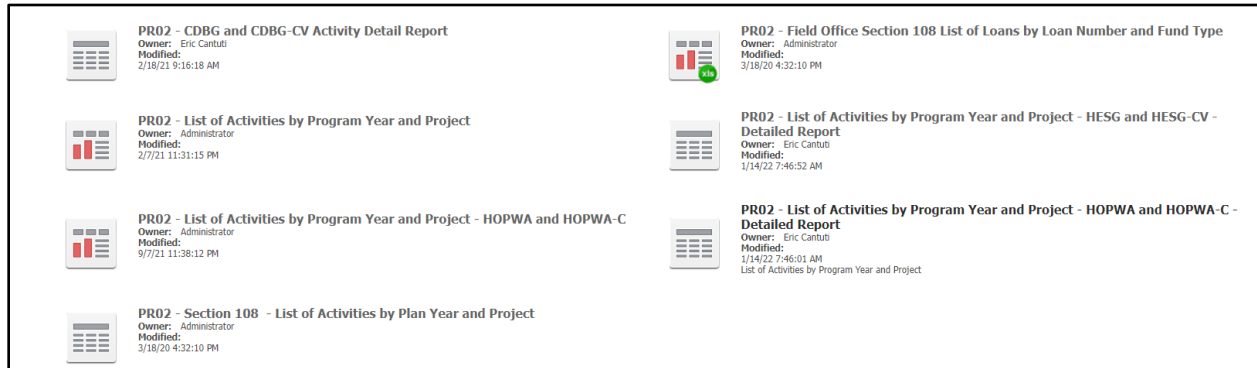 PR02 - CDBG and CDBG-CV Activity Detail Report
Owner: Eric Cantuti
Modified:
2/18/21 9:16:18 AM
PR02 - Field Office Section 108 List of Loans by Loan Number and Fund Type
Owner: Administrator
Modified:
3/18/20 4:32:10 PM
xls
PR02 - List of Activities by Program Year and Project
Owner: Administrator
Modified:
2/7/21 11:31:15 PM
PR02 - List of Activities by Program Year and Project - HESG and HESG-CV -
Detailed Report
Owner: Eric Cantuti
Modified:
1/14/22 7:46:52 AM
PR02 - List of Activities by Program Year and Project - HOPWA and HOPWA-C
Owner: Administrator
Modified:
9/7/21 11:38:12 PM
PR02 - List of Activities by Program Year and Project - HOPWA and HOPWA-C -
Detailed Report
Owner: Eric Cantuti
Modified:
1/14/22 7:46:01 AM
List of Activities by Program Year and Project
PR02 - Section 108 - List of Activities by Plan Year and Project
Owner: Administrator
Modified:
3/18/20 4:32:10 PM